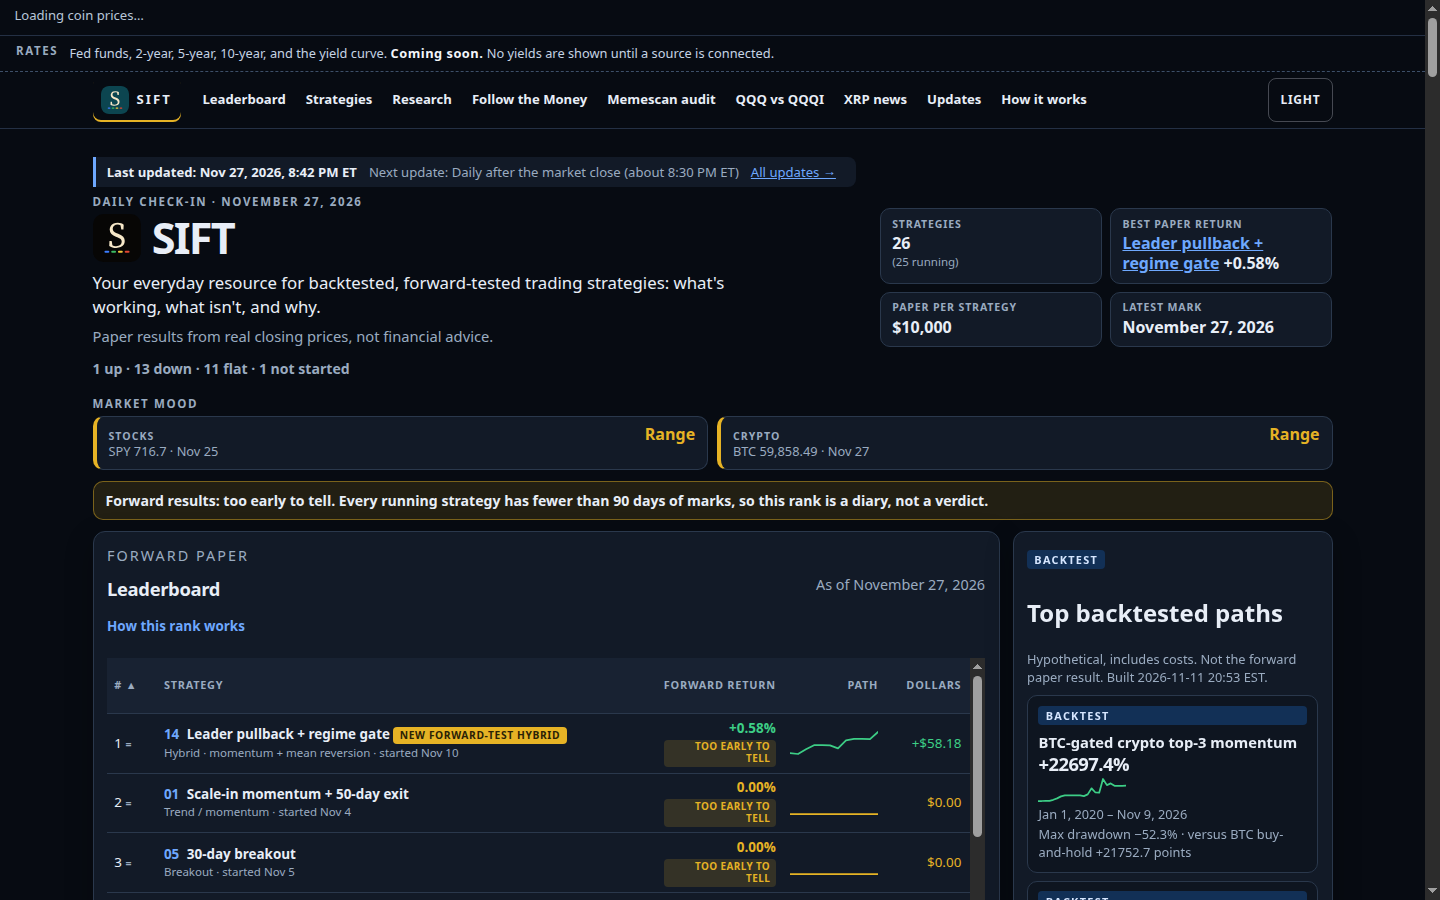 Loading coin prices...
RATES Fed funds, 2-year, 5-year, 10-year, and the yield curve. Coming soon. No yields are shown until a source is connected.
S SIFT Leaderboard Strategies Research Follow the Money Memescan audit QQQ vs QQQI XRP news Updates How it works LIGHT
Last updated: Nov 27, 2026, 8:42 PM ET Next update: Daily after the market close (about 8:30 PM ET) All updates →
DAILY CHECK-IN · NOVEMBER 27, 2026
S SIFT
Your everyday resource for backtested, forward-tested trading strategies: what's
working, what isn't, and why.
Paper results from real closing prices, not financial advice.
1 up · 13 down · 11 flat · 1 not started
STRATEGIES
26
(25 running)
BEST PAPER RETURN
Leader pullback +
regime gate +0.58%
PAPER PER STRATEGY
$10,000
LATEST MARK
November 27, 2026
MARKET MOOD
STOCKS
Range
SPY 716.7 · Nov 25
CRYPTO
Range
BTC 59,858.49 · Nov 27
Forward results: too early to tell. Every running strategy has fewer than 90 days of marks, so this rank is a diary, not a verdict.
FORWARD PAPER
Leaderboard
As of November 27, 2026
How this rank works
# ▲ STRATEGY FORWARD RETURN PATH DOLLARS
1 = 14 Leader pullback + regime gate NEW FORWARD-TEST HYBRID
Hybrid · momentum + mean reversion · started Nov 10
+0.58%
TOO EARLY TO
TELL
+$58.18
2 = 01 Scale-in momentum + 50-day exit
Trend / momentum · started Nov 4
0.00%
TOO EARLY TO
TELL
$0.00
3 = 05 30-day breakout
Breakout · started Nov 5
0.00%
TOO EARLY TO
TELL
$0.00
BACKTEST
Top backtested paths
Hypothetical, includes costs. Not the forward
paper result. Built 2026-11-11 20:53 EST.
BACKTEST
BTC-gated crypto top-3 momentum
+22697.4%
Jan 1, 2020 – Nov 9, 2026
Max drawdown −52.3% · versus BTC buy-
and-hold +21752.7 points
BACKTEST